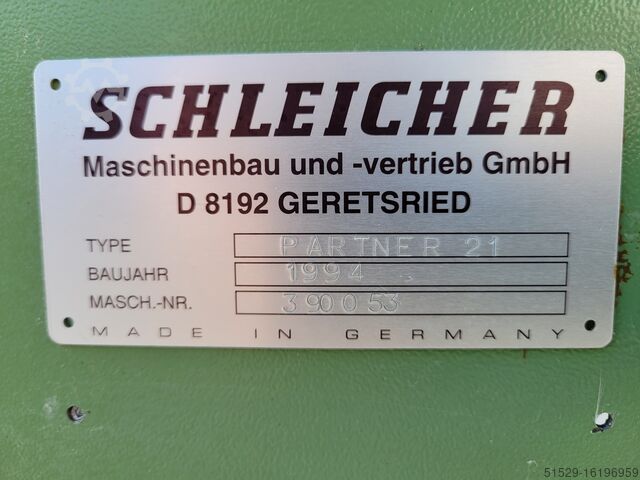 SCHLEICHER
Maschinenbau und -vertrieb GmbH
D 8192 GERETSRIED
TYPE PARTNER 21
BAUJAHR 1994
MASCH.-NR. 390053
MADE IN GERMANY
51529-16196959